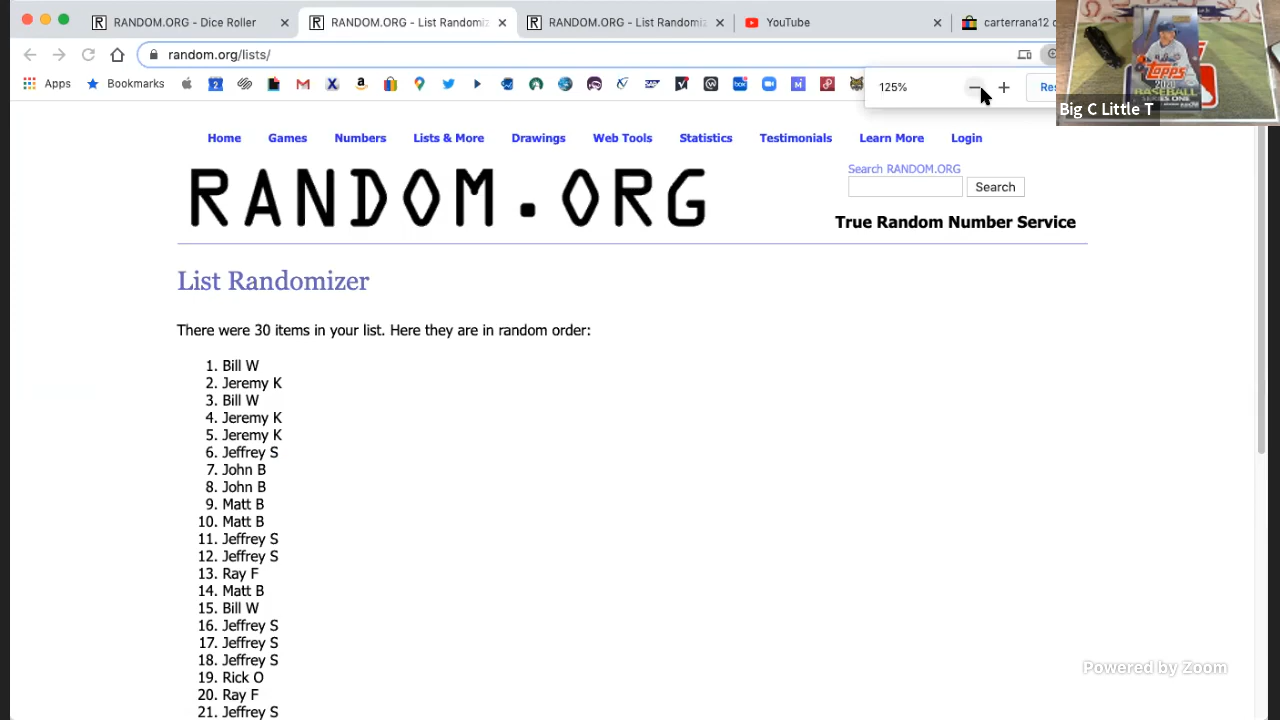 RANDOM.ORG - Dice Roller
RANDOM.ORG - List Randomiz
RANDOM.ORG - List Randomiz
YouTube
carterrana12
random.org/lists/
Apps
Bookmarks
125%
Home
Games
Numbers
Lists & More
Drawings
Web Tools
Statistics
Testimonials
Learn More
Login
RANDOM.ORG
Search RANDOM.ORG
Search
True Random Number Service
List Randomizer
There were 30 items in your list. Here they are in random order:
1. Bill W
2. Jeremy K
3. Bill W
4. Jeremy K
5. Jeremy K
6. Jeffrey S
7. John B
8. John B
9. Matt B
10. Matt B
11. Jeffrey S
12. Jeffrey S
13. Ray F
14. Matt B
15. Bill W
16. Jeffrey S
17. Jeffrey S
18. Jeffrey S
19. Rick O
20. Ray F
21. Jeffrey S
Topps
2020
BASEBALL
SERIES ONE
Big C Little T
Powered by Zoom